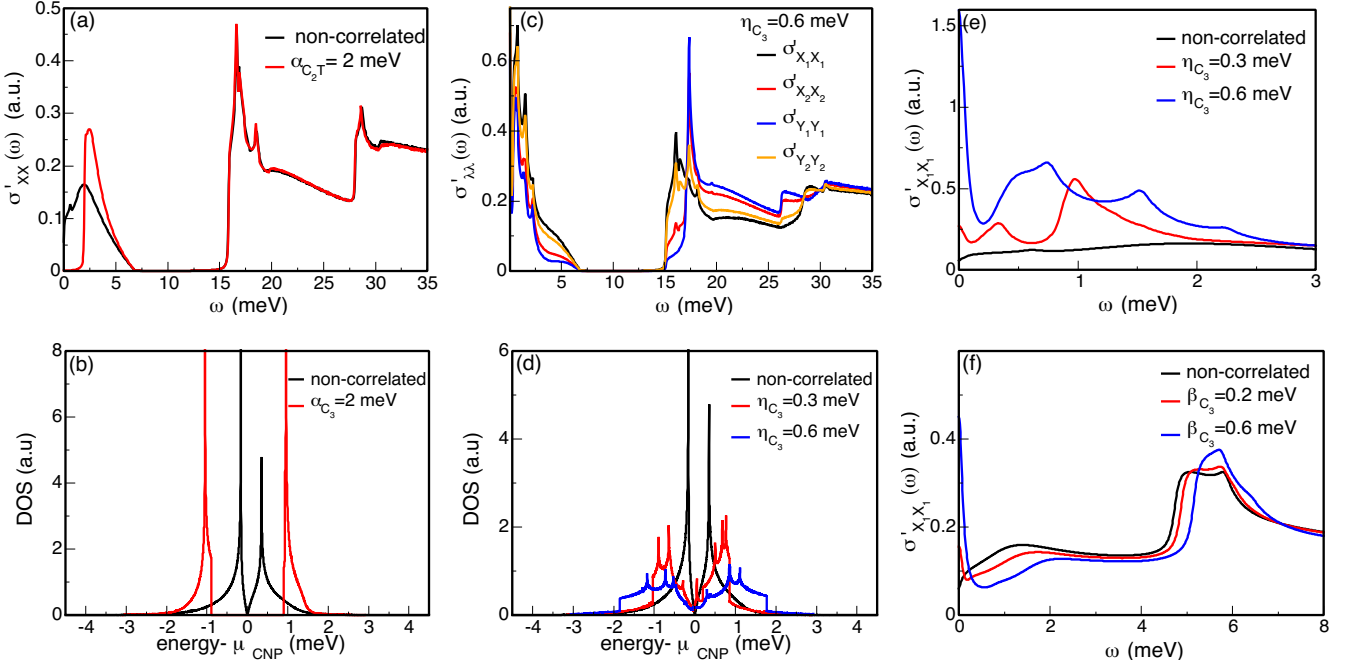 (a)
non-correlated
α_{C_2T} = 2 meV
0.5
0.4
0.3
0.2
0.1
0
σ'_{XX}(ω) (a.u.)
0 5 10 15 20 25 30 35
ω (meV)
(c)
η_{C_3}=0.6 meV
σ'_{X_1X_1}
σ'_{X_2X_2}
σ'_{Y_1Y_1}
σ'_{Y_2Y_2}
0.6
0.4
0.2
0
σ'_{λλ}(ω) (a.u.)
0 5 10 15 20 25 30 35
ω (meV)
(e)
non-correlated
η_{C_3}=0.3 meV
η_{C_3}=0.6 meV
1.5
1.0
0.5
0
σ'_{X_1X_1}(ω) (a.u.)
0 1 2 3
ω (meV)
(b)
non-correlated
α_{C_3}=2 meV
8
6
4
2
0
DOS (a.u)
-4 -3 -2 -1 0 1 2 3 4
energy- μ_{CNP} (meV)
(d)
non-correlated
η_{C_3}=0.3 meV
η_{C_3}=0.6 meV
6
4
2
0
DOS (a.u.)
-4 -3 -2 -1 0 1 2 3 4
energy- μ_{CNP} (meV)
(f)
non-correlated
β_{C_3}=0.2 meV
β_{C_3}=0.6 meV
0.4
0.2
0
σ'_{X_1X_1}(ω) (a.u.)
0 2 4 6 8
ω (meV)